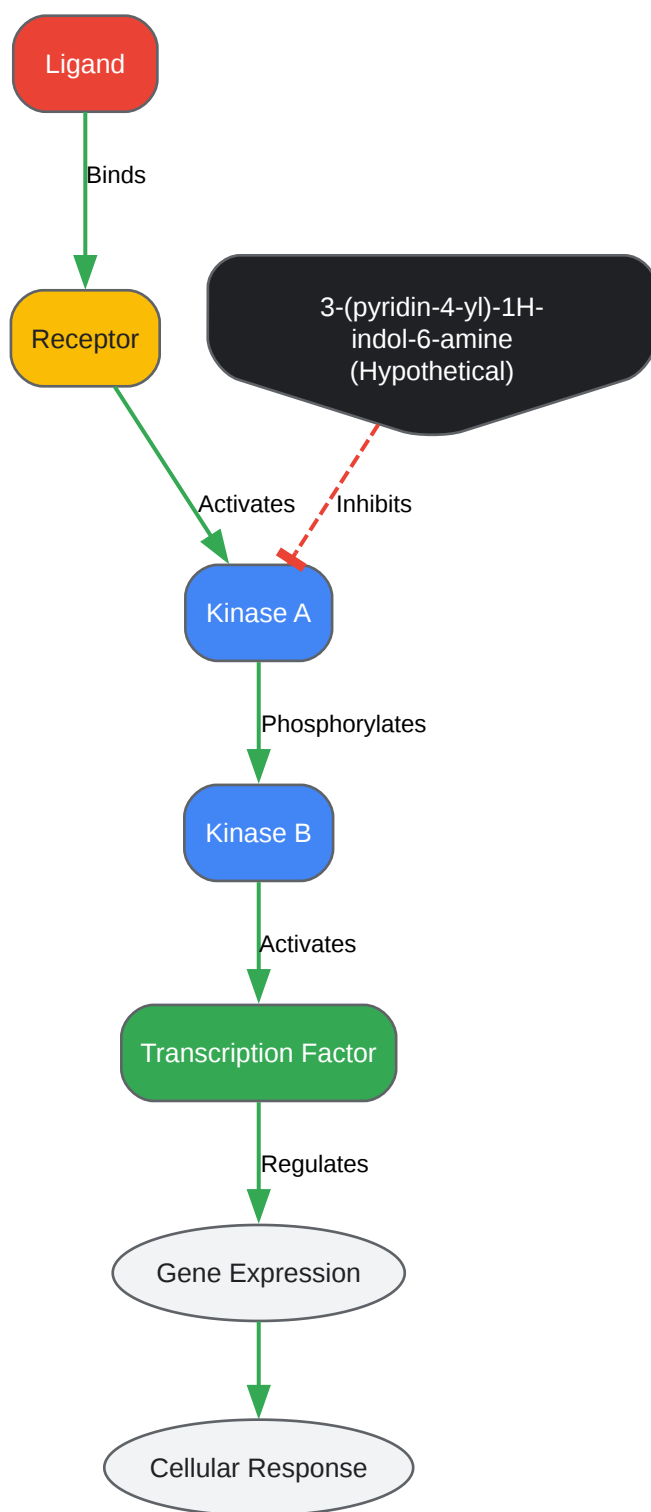 Ligand
Binds
3-(pyridin-4-yl)-1H-
indol-6-amine
(Hypothetical)
Receptor
Activates
Inhibits
Kinase A
Phosphorylates
Kinase B
Activates
Transcription Factor
Regulates
Gene Expression
Cellular Response